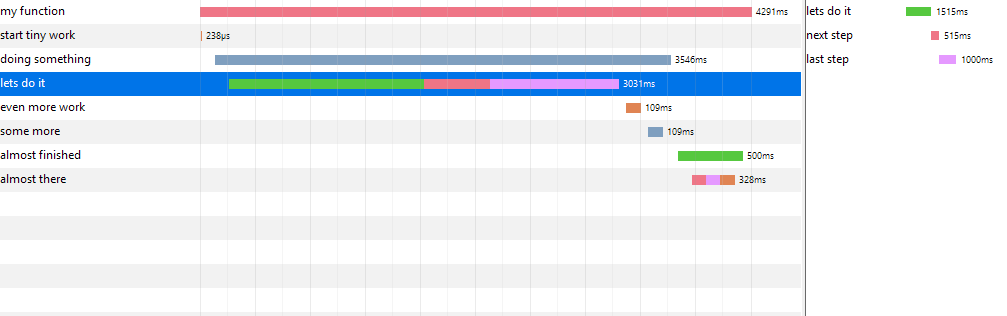 my function 4291ms
start tiny work 238µs
doing something 3546ms
lets do it 3031ms
even more work 109ms
some more 109ms
almost finished 500ms
almost there 328ms
lets do it 1515ms
next step 515ms
last step 1000ms